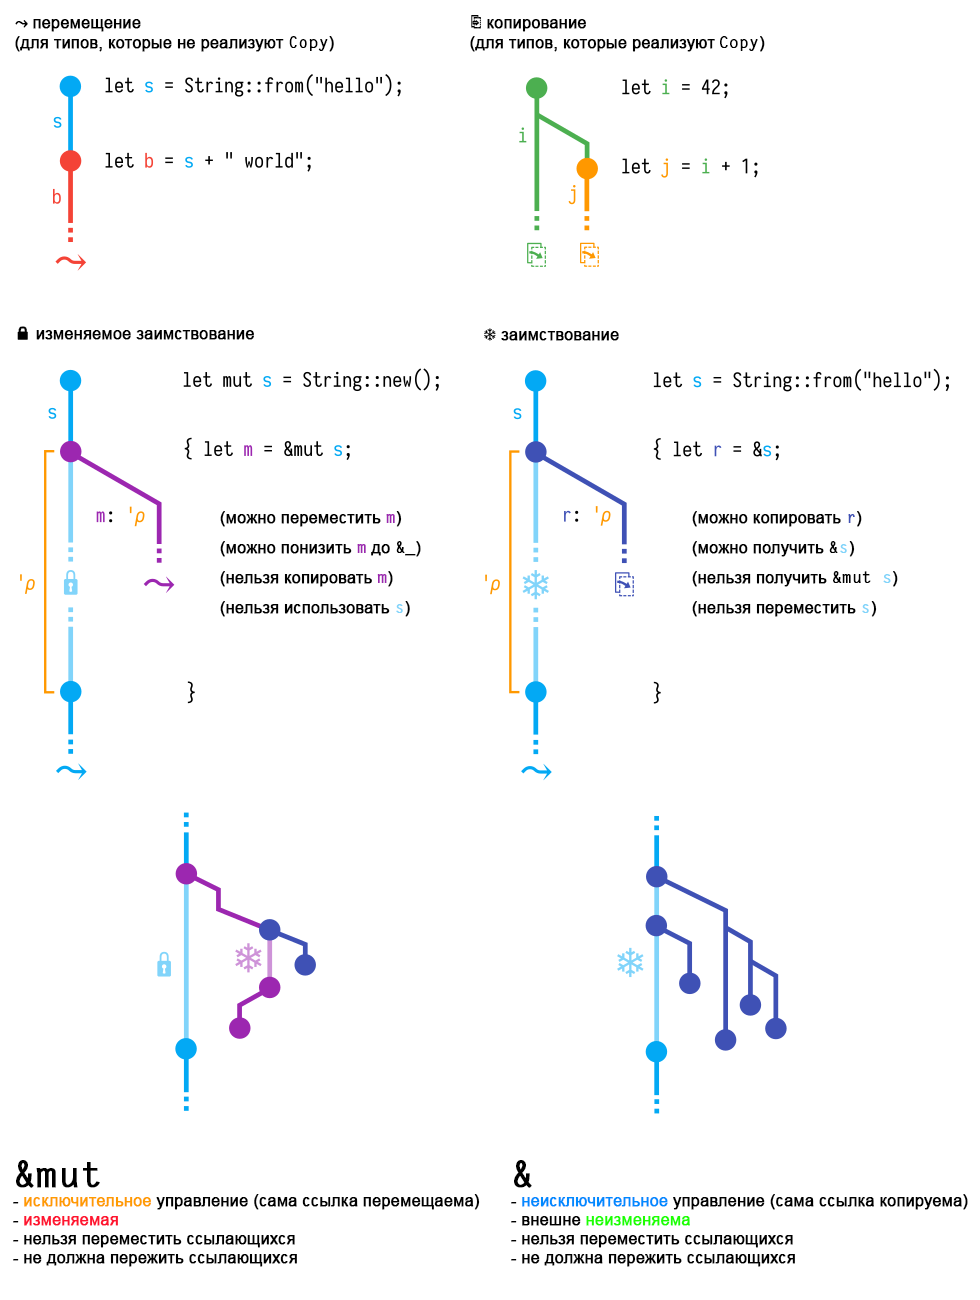 ⤳ перемещение
(для типов, которые не реализуют Copy)
let s = String::from("hello");
s
let b = s + " world";
b
копирование
(для типов, которые реализуют Copy)
let i = 42;
i
let j = i + 1;
j
изменяемое заимствование
let mut s = String::new();
s
{ let m = &mut s;
m: 'ρ
(можно переместить m)
(можно понизить m до &_)
(нельзя копировать m)
(нельзя использовать s)
'ρ
}
❄ заимствование
let s = String::from("hello");
s
{ let r = &s;
r: 'ρ
(можно копировать r)
(можно получить &s)
(нельзя получить &mut s)
(нельзя переместить s)
'ρ
}
&mut
- исключительное управление (сама ссылка перемещаема)
- изменяемая
- нельзя переместить ссылающихся
- не должна пережить ссылающихся
&
- неисключительное управление (сама ссылка копируема)
- внешне неизменяема
- нельзя переместить ссылающихся
- не должна пережить ссылающихся